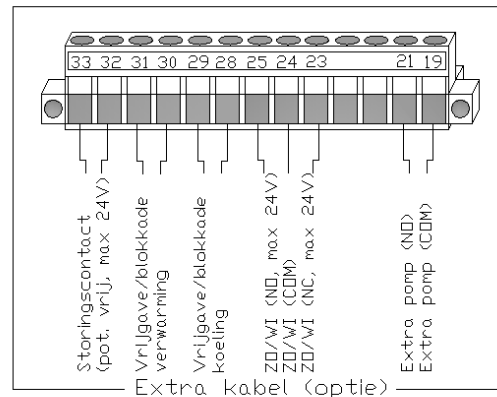 33 32 31 30 29 28 25 24 23 21 19
Storingscontact
(pot. vrij, max 24V)
Vrijgave/blokkade
verwarming
Vrijgave/blokkade
koeling
ZO/WI (NO, max 24V)
ZO/WI (COM)
ZO/WI (NC, max 24V)
Extra pomp (NO)
Extra pomp (COM)
Extra kabel (optie)